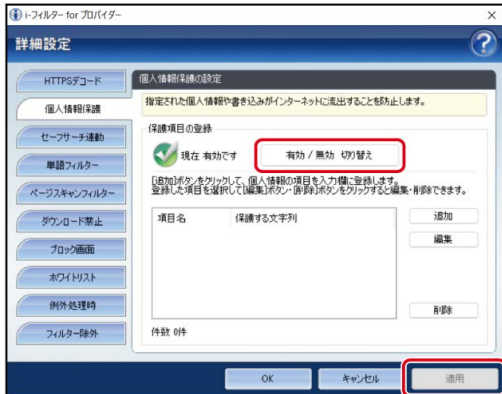 i-フィルター for プロバイダー
詳細設定
HTTPSデコード
個人情報保護
セーフサーチ連動
単語フィルター
ページスキャンフィルター
ダウンロード禁止
ブロック画面
ホワイトリスト
例外処理時
フィルター除外
個人情報保護の設定
指定された個人情報や書き込みがインターネットに流出することを防止します。
保護項目の登録
現在 有効です
有効 / 無効 切り替え
[追加]ボタンをクリックして、個人情報の項目を入力欄に登録します。
登録した項目を選択して[編集]ボタン・[削除]ボタンをクリックすると編集・削除できます。
項目名 保護する文字列
追加
編集
削除
件数 0件
OK キャンセル 適用